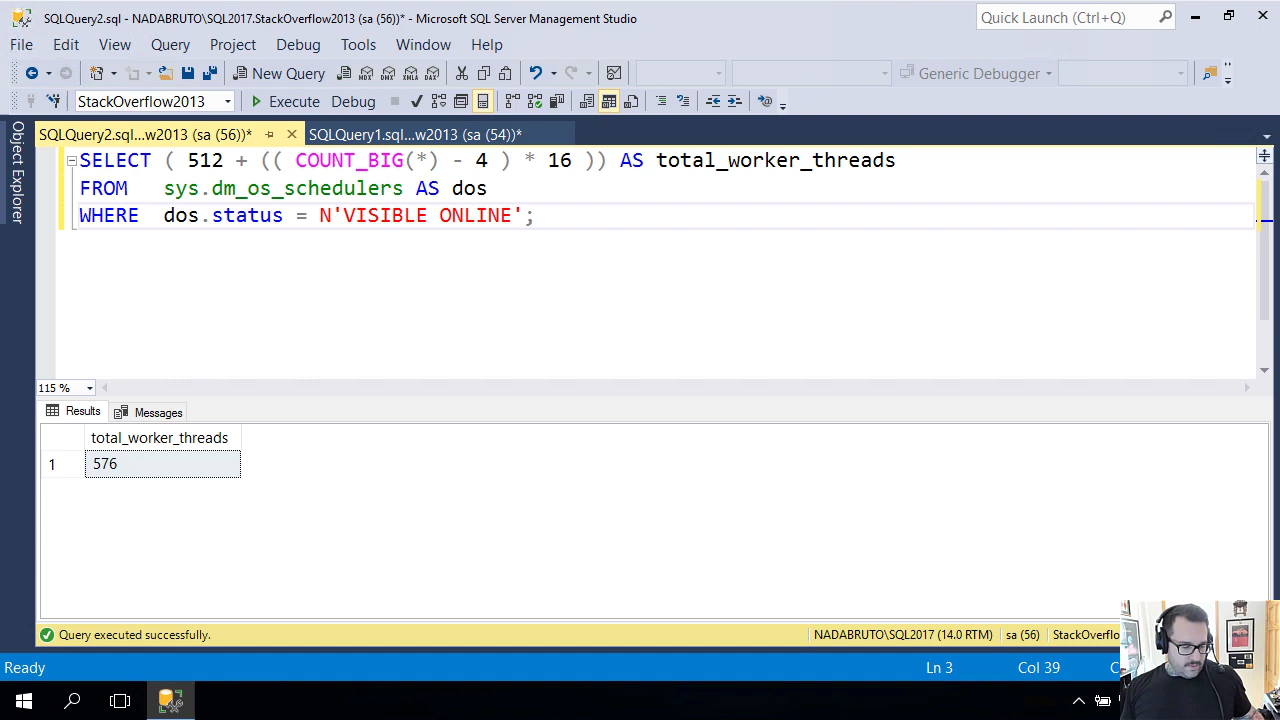 SQLQuery2.sql - NADABRUTO\SQL2017.StackOverflow2013 (sa (56))* - Microsoft SQL Server Management Studio
Quick Launch (Ctrl+Q)
File Edit View Query Project Debug Tools Window Help
New Query
Generic Debugger
StackOverflow2013
Execute Debug
SQLQuery2.sql...w2013 (sa (56))*
SQLQuery1.sql...w2013 (sa (54))*
Object Explorer
SELECT ( 512 + (( COUNT_BIG(*) - 4 ) * 16 )) AS total_worker_threads
FROM sys.dm_os_schedulers AS dos
WHERE dos.status = N'VISIBLE ONLINE';
115 %
Results Messages
total_worker_threads
1 576
Query executed successfully.
NADABRUTO\SQL2017 (14.0 RTM) sa (56) StackOverflo
Ready
Ln 3 Col 39 C